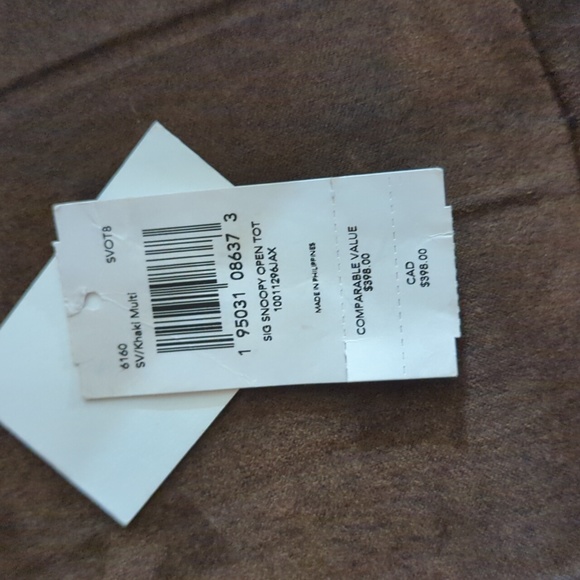 6160
SVOT8
SV/Khaki Multi
1 95031 08637 3
SIG SNOOPY OPEN TOT
10011296JAX
MADE IN PHILIPPINES
COMPARABLE VALUE
$398.00
CAD
$398.00